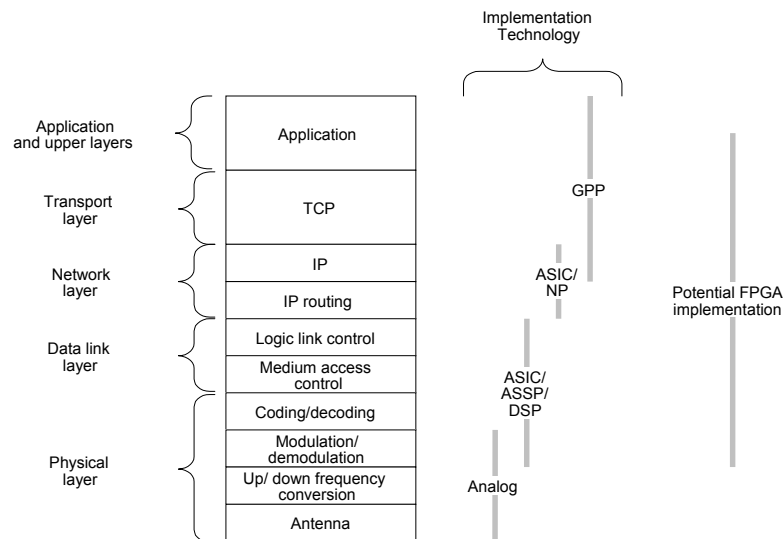 Implementation
Technology
Application
and upper layers
Application
Transport
layer
TCP
GPP
Network
layer
IP
IP routing
ASIC/
NP
Potential FPGA
implementation
Data link
layer
Logic link control
Medium access
control
ASIC/
ASSP/
DSP
Physical
layer
Coding/decoding
Modulation/
demodulation
Up/ down frequency
conversion
Antenna
Analog